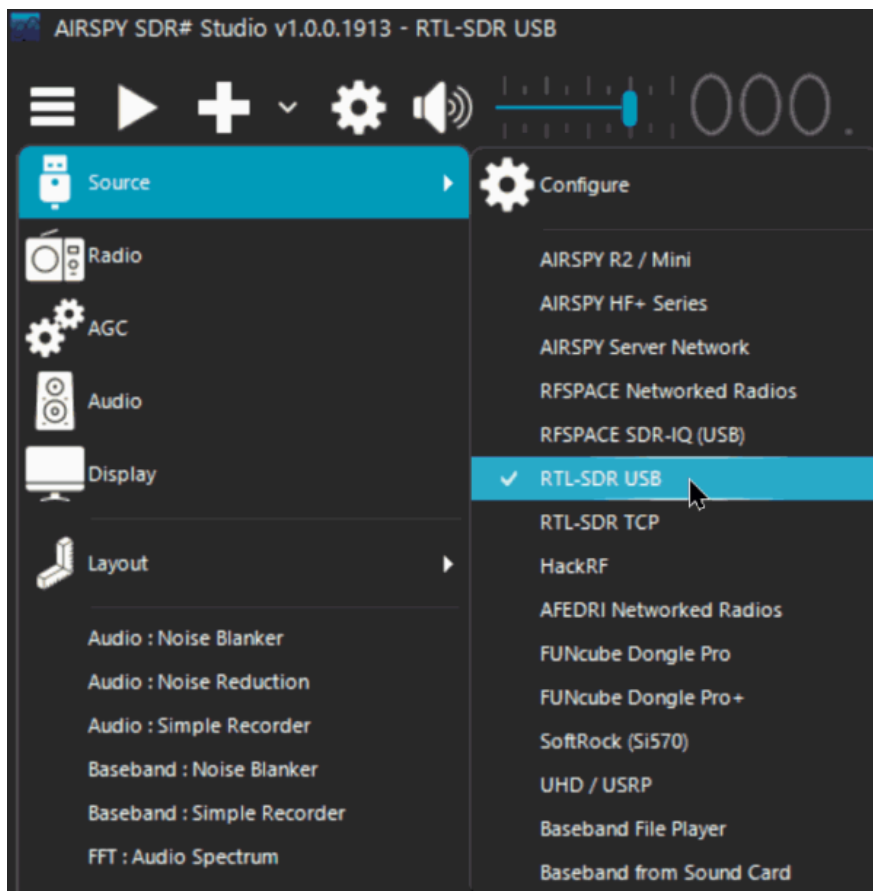 AIRSPY SDR# Studio v1.0.0.1913 - RTL-SDR USB
000.
Source
Radio
AGC
Audio
Display
Layout
Audio : Noise Blanker
Audio : Noise Reduction
Audio : Simple Recorder
Baseband : Noise Blanker
Baseband : Simple Recorder
FFT : Audio Spectrum
Configure
AIRSPY R2 / Mini
AIRSPY HF+ Series
AIRSPY Server Network
RFSPACE Networked Radios
RFSPACE SDR-IQ (USB)
RTL-SDR USB
RTL-SDR TCP
HackRF
AFEDRI Networked Radios
FUNcube Dongle Pro
FUNcube Dongle Pro+
SoftRock (Si570)
UHD / USRP
Baseband File Player
Baseband from Sound Card